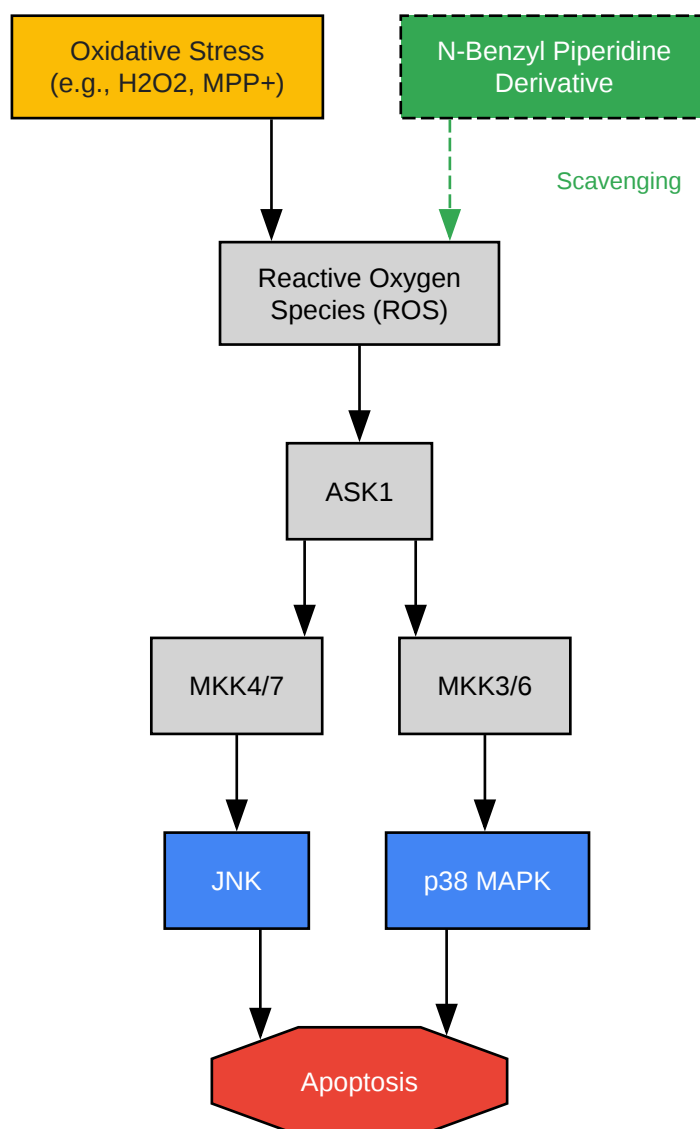 Oxidative Stress
(e.g., H2O2, MPP+)
N-Benzyl Piperidine
Derivative
Scavenging
Reactive Oxygen
Species (ROS)
ASK1
MKK4/7
MKK3/6
JNK
p38 MAPK
Apoptosis